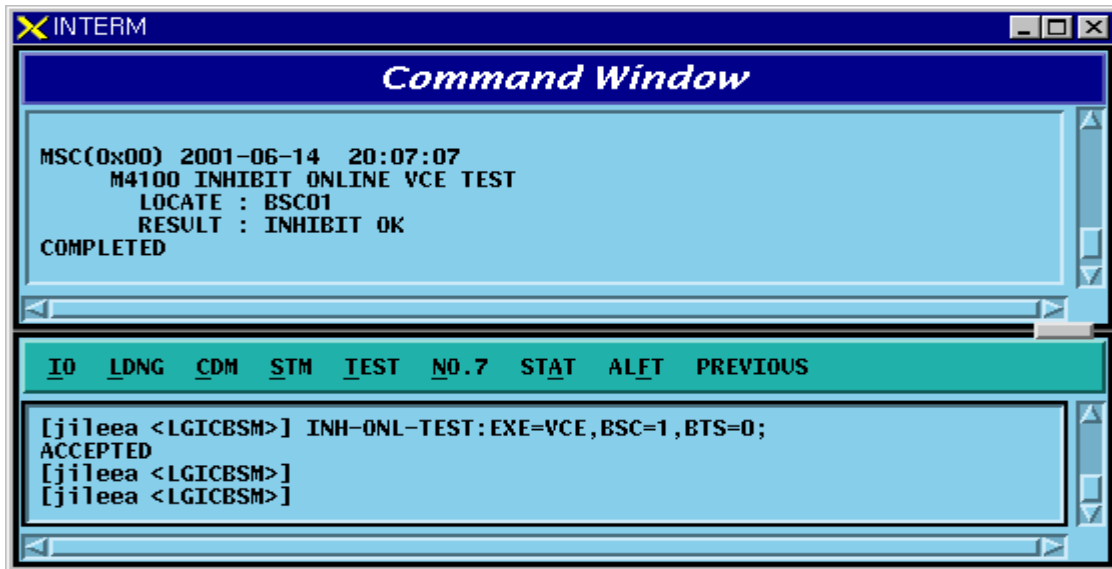 INTERM
Command Window
MSC(0x00) 2001-06-14 20:07:07
M4100 INHIBIT ONLINE VCE TEST
LOCATE : BSC01
RESULT : INHIBIT OK
COMPLETED
IO LDNG CDM STM TEST NO.7 STAT ALFT PREVIOUS
[jileea <LGICBSM>] INH-ONL-TEST:EXE=VCE,BSC=1,BTS=0;
ACCEPTED
[jileea <LGICBSM>]
[jileea <LGICBSM>]